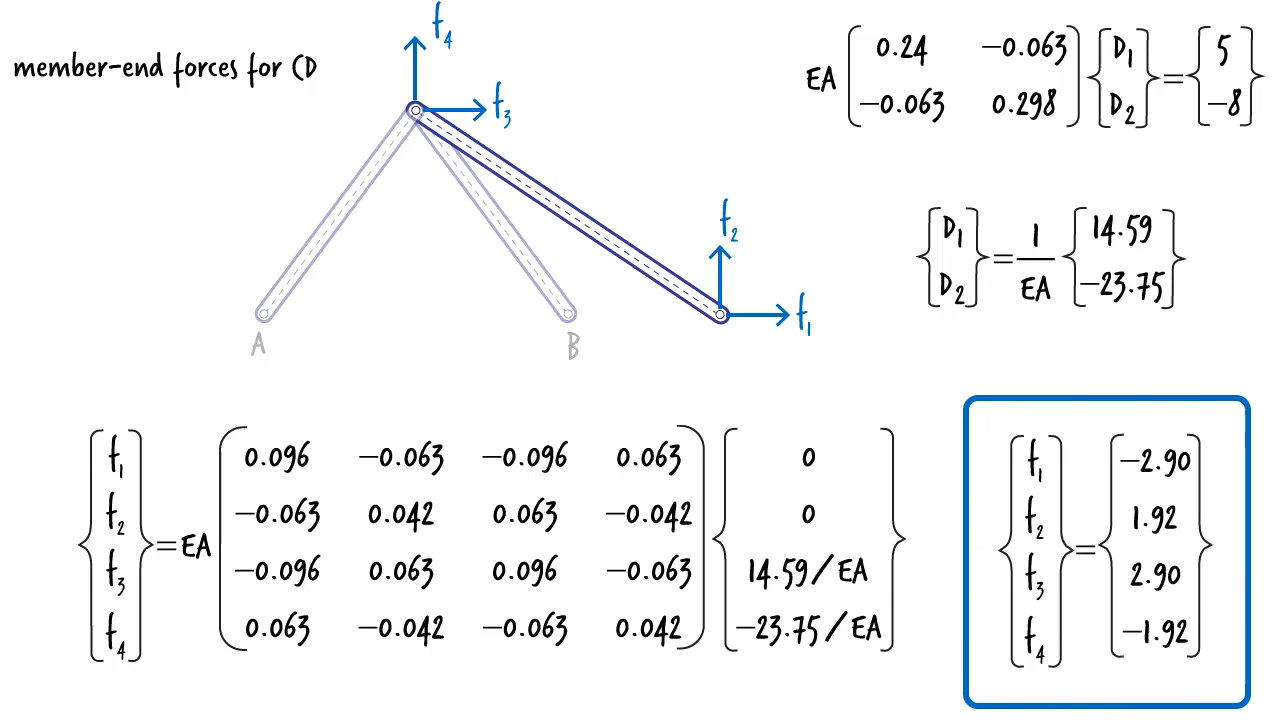 member-end forces for CD
f4
f3
f2
f1
A
B
EA [ 0.24 −0.063 ] { D1 } = { 5 }
[ −0.063 0.298 ] { D2 } { −8 }
{ D1 } = 1 { 14.59 }
{ D2 } EA { −23.75 }
{ f1 } [ 0.096 −0.063 −0.096 0.063 ] { 0 }
{ f2 } [ −0.063 0.042 0.063 −0.042 ] { 0 }
= EA
{ f3 } [ −0.096 0.063 0.096 −0.063 ] { 14.59 / EA }
{ f4 } [ 0.063 −0.042 −0.063 0.042 ] { −23.75 / EA }
{ f1 } { −2.90 }
{ f2 } { 1.92 }
=
{ f3 } { 2.90 }
{ f4 } { −1.92 }